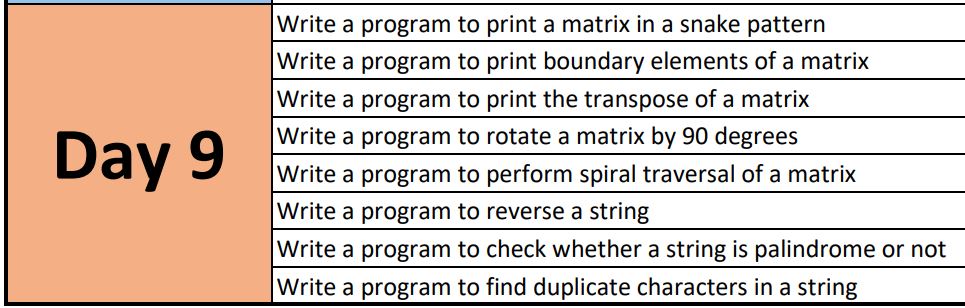 Day 9
Write a program to print a matrix in a snake pattern
Write a program to print boundary elements of a matrix
Write a program to print the transpose of a matrix
Write a program to rotate a matrix by 90 degrees
Write a program to perform spiral traversal of a matrix
Write a program to reverse a string
Write a program to check whether a string is palindrome or not
Write a program to find duplicate characters in a string